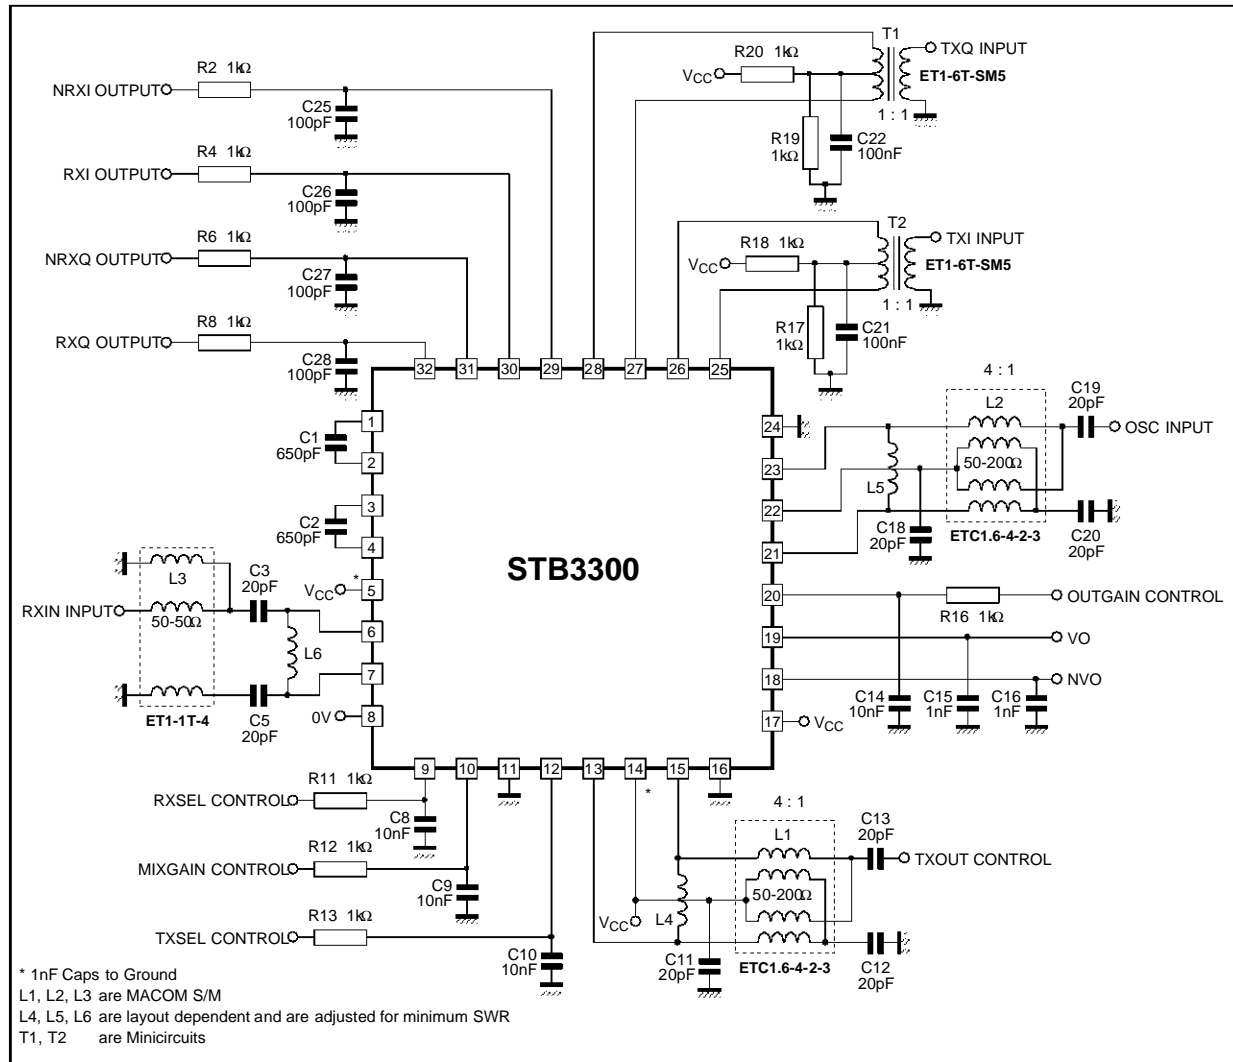 T1
R20 1kΩ
TXQ INPUT
VCC
ET1-6T-SM5
1 : 1
R2 1kΩ
NRXI OUTPUT
C25
100pF
R19
1kΩ
C22
100nF
R4 1kΩ
RXI OUTPUT
C26
100pF
T2
R18 1kΩ
TXI INPUT
VCC
ET1-6T-SM5
1 : 1
R6 1kΩ
NRXQ OUTPUT
C27
100pF
R17
1kΩ
C21
100nF
R8 1kΩ
RXQ OUTPUT
C28
100pF
32 31 30 29 28 27 26 25
4 : 1
C19
20pF
L2
OSC INPUT
50-200Ω
L5
C18
20pF
ETC1.6-4-2-3
C20
20pF
1
C1
650pF
2
3
C2
650pF
4
24
23
22
21
STB3300
L3
C3
20pF
VCC
*
5
RXIN INPUT
50-50Ω
6
L6
7
ET1-1T-4
C5
20pF
0V
8
20
OUTGAIN CONTROL
R16 1kΩ
19
VO
18
NVO
C14
10nF
C15
1nF
C16
1nF
17
VCC
9 10 11 12 13 14 15 16
*
R11 1kΩ
RXSEL CONTROL
C8
10nF
R12 1kΩ
MIXGAIN CONTROL
C9
10nF
R13 1kΩ
TXSEL CONTROL
C10
10nF
4 : 1
C13
20pF
L1
TXOUT CONTROL
50-200Ω
VCC
L4
C11
20pF
ETC1.6-4-2-3
C12
20pF
* 1nF Caps to Ground
L1, L2, L3 are MACOM S/M
L4, L5, L6 are layout dependent and are adjusted for minimum SWR
T1, T2 are Minicircuits